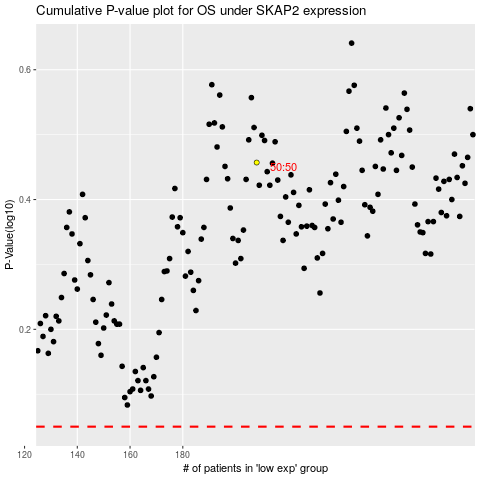 Cumulative P-value plot for OS under SKAP2 expression
P-Value(log10)
0.6
0.4
0.2
50:50
120 140 160 180
# of patients in 'low exp' group